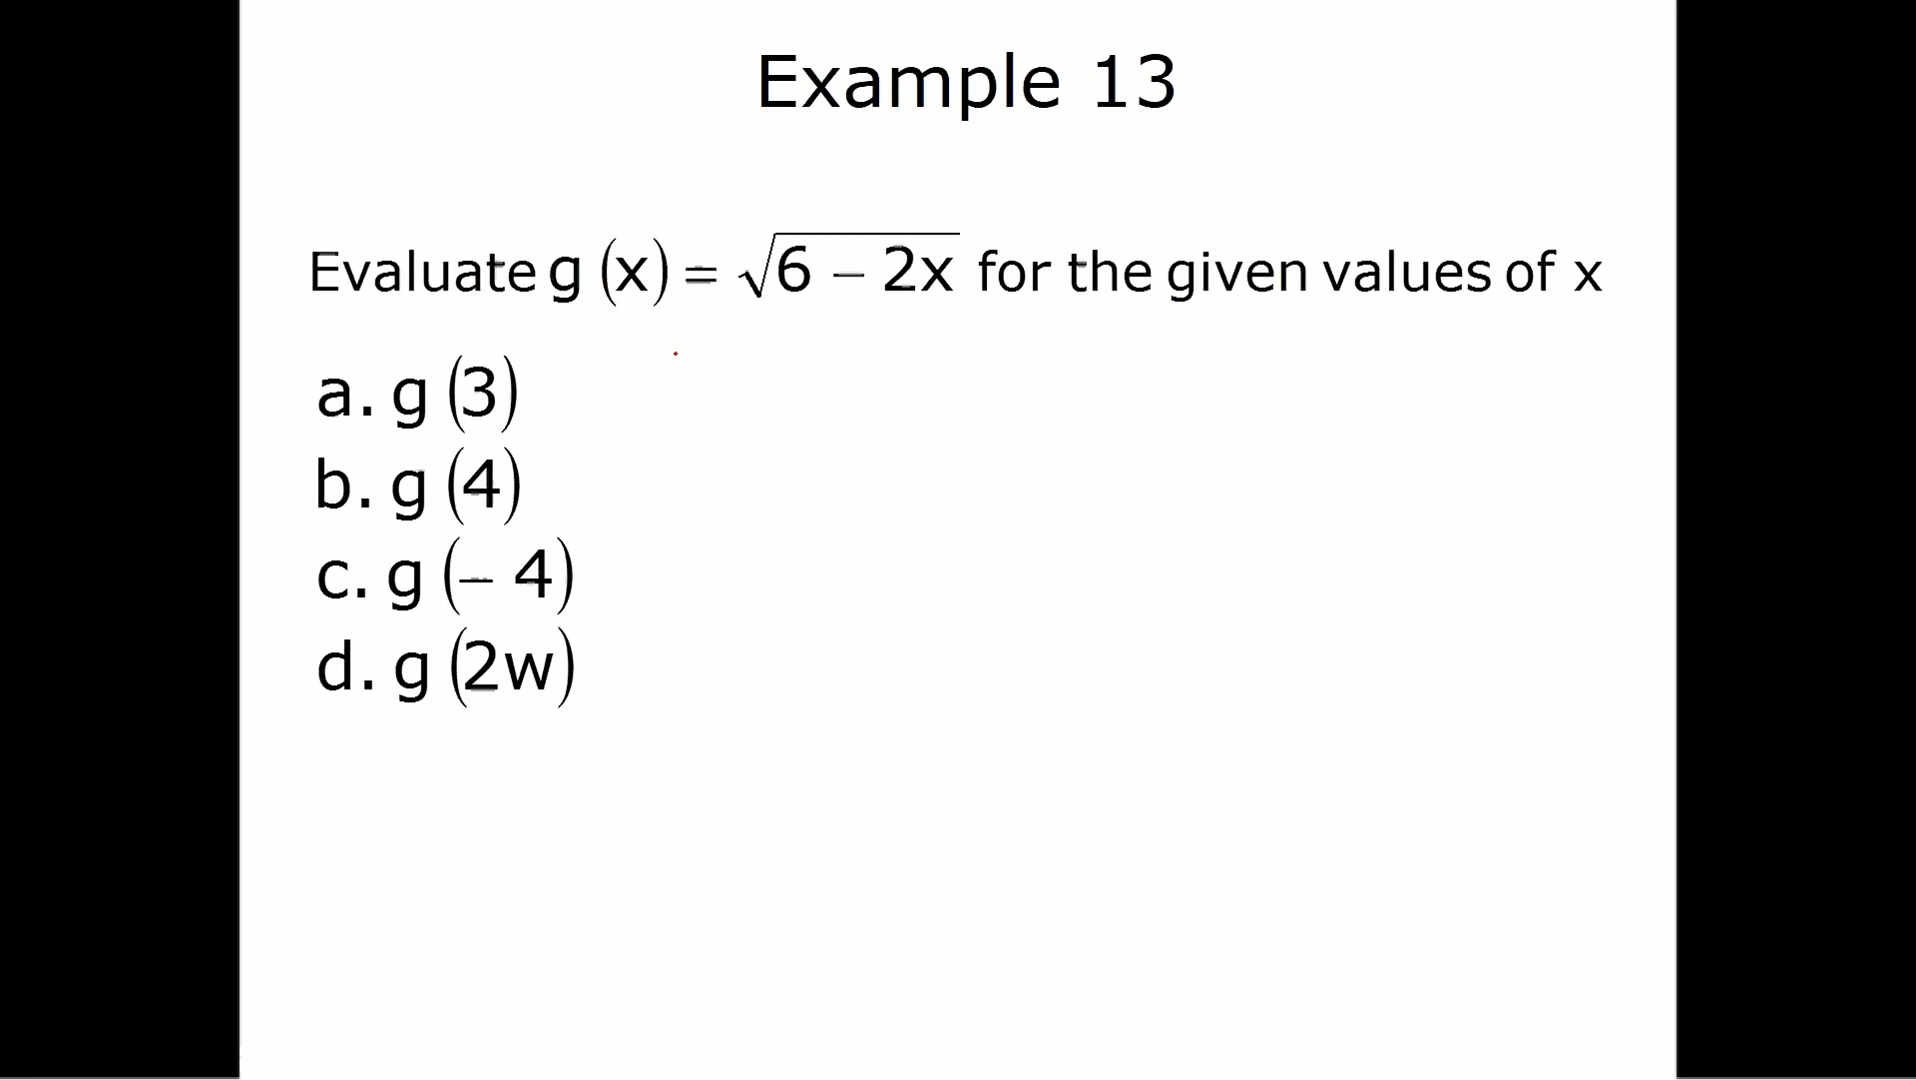 Example 13
Evaluate g (x) = √6 – 2x for the given values of x
a. g (3)
b. g (4)
c. g (– 4)
d. g (2w)